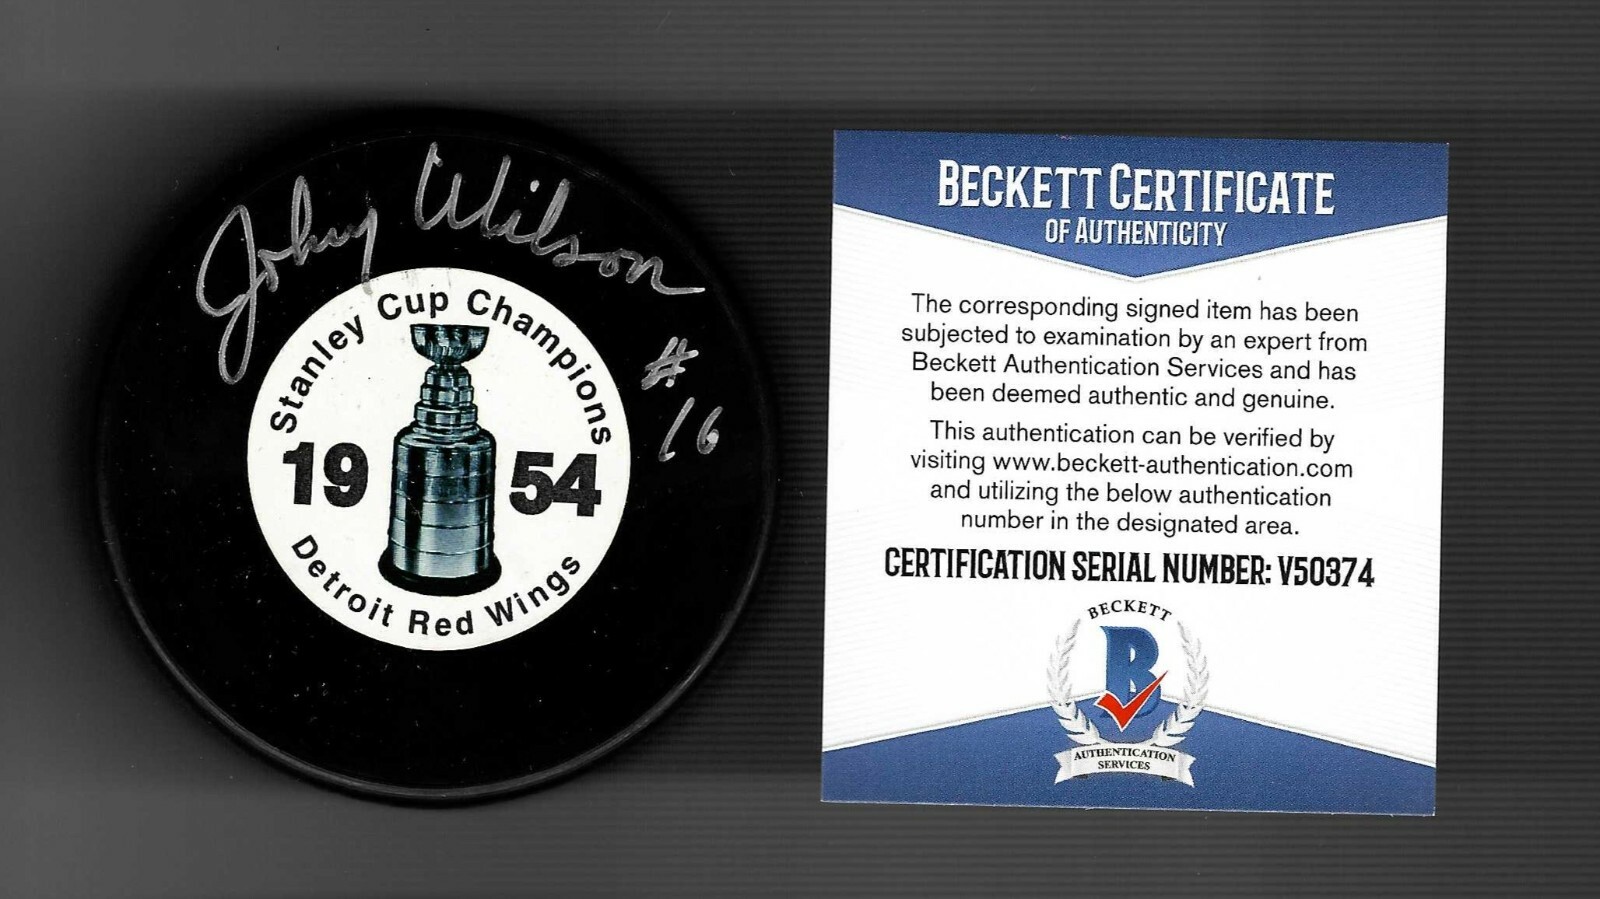 Johny Wilson
#16
Stanley Cup Champions
19 54
Detroit Red Wings
BECKETT CERTIFICATE
OF AUTHENTICITY
The corresponding signed item has been
subjected to examination by an expert from
Beckett Authentication Services and has
been deemed authentic and genuine.
This authentication can be verified by
visiting www.beckett-authentication.com
and utilizing the below authentication
number in the designated area.
CERTIFICATION SERIAL NUMBER: V50374
BECKETT
B
AUTHENTICATION
SERVICES